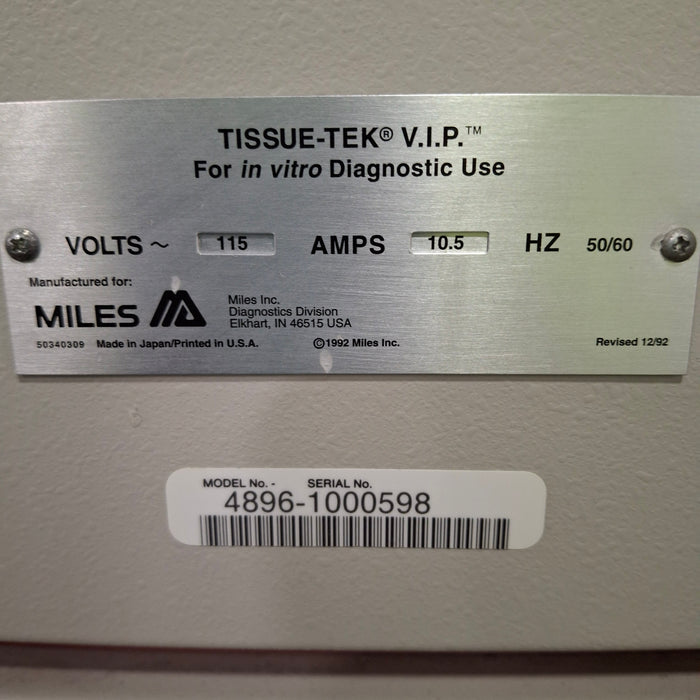 TISSUE-TEK® V.I.P.™
For in vitro Diagnostic Use
VOLTS ~ 115 AMPS 10.5 HZ 50/60
Manufactured for:
MILES
Miles Inc.
Diagnostics Division
Elkhart, IN 46515 USA
50340309 Made in Japan/Printed in U.S.A. ©1992 Miles Inc. Revised 12/92
MODEL No. - SERIAL No.
4896-1000598